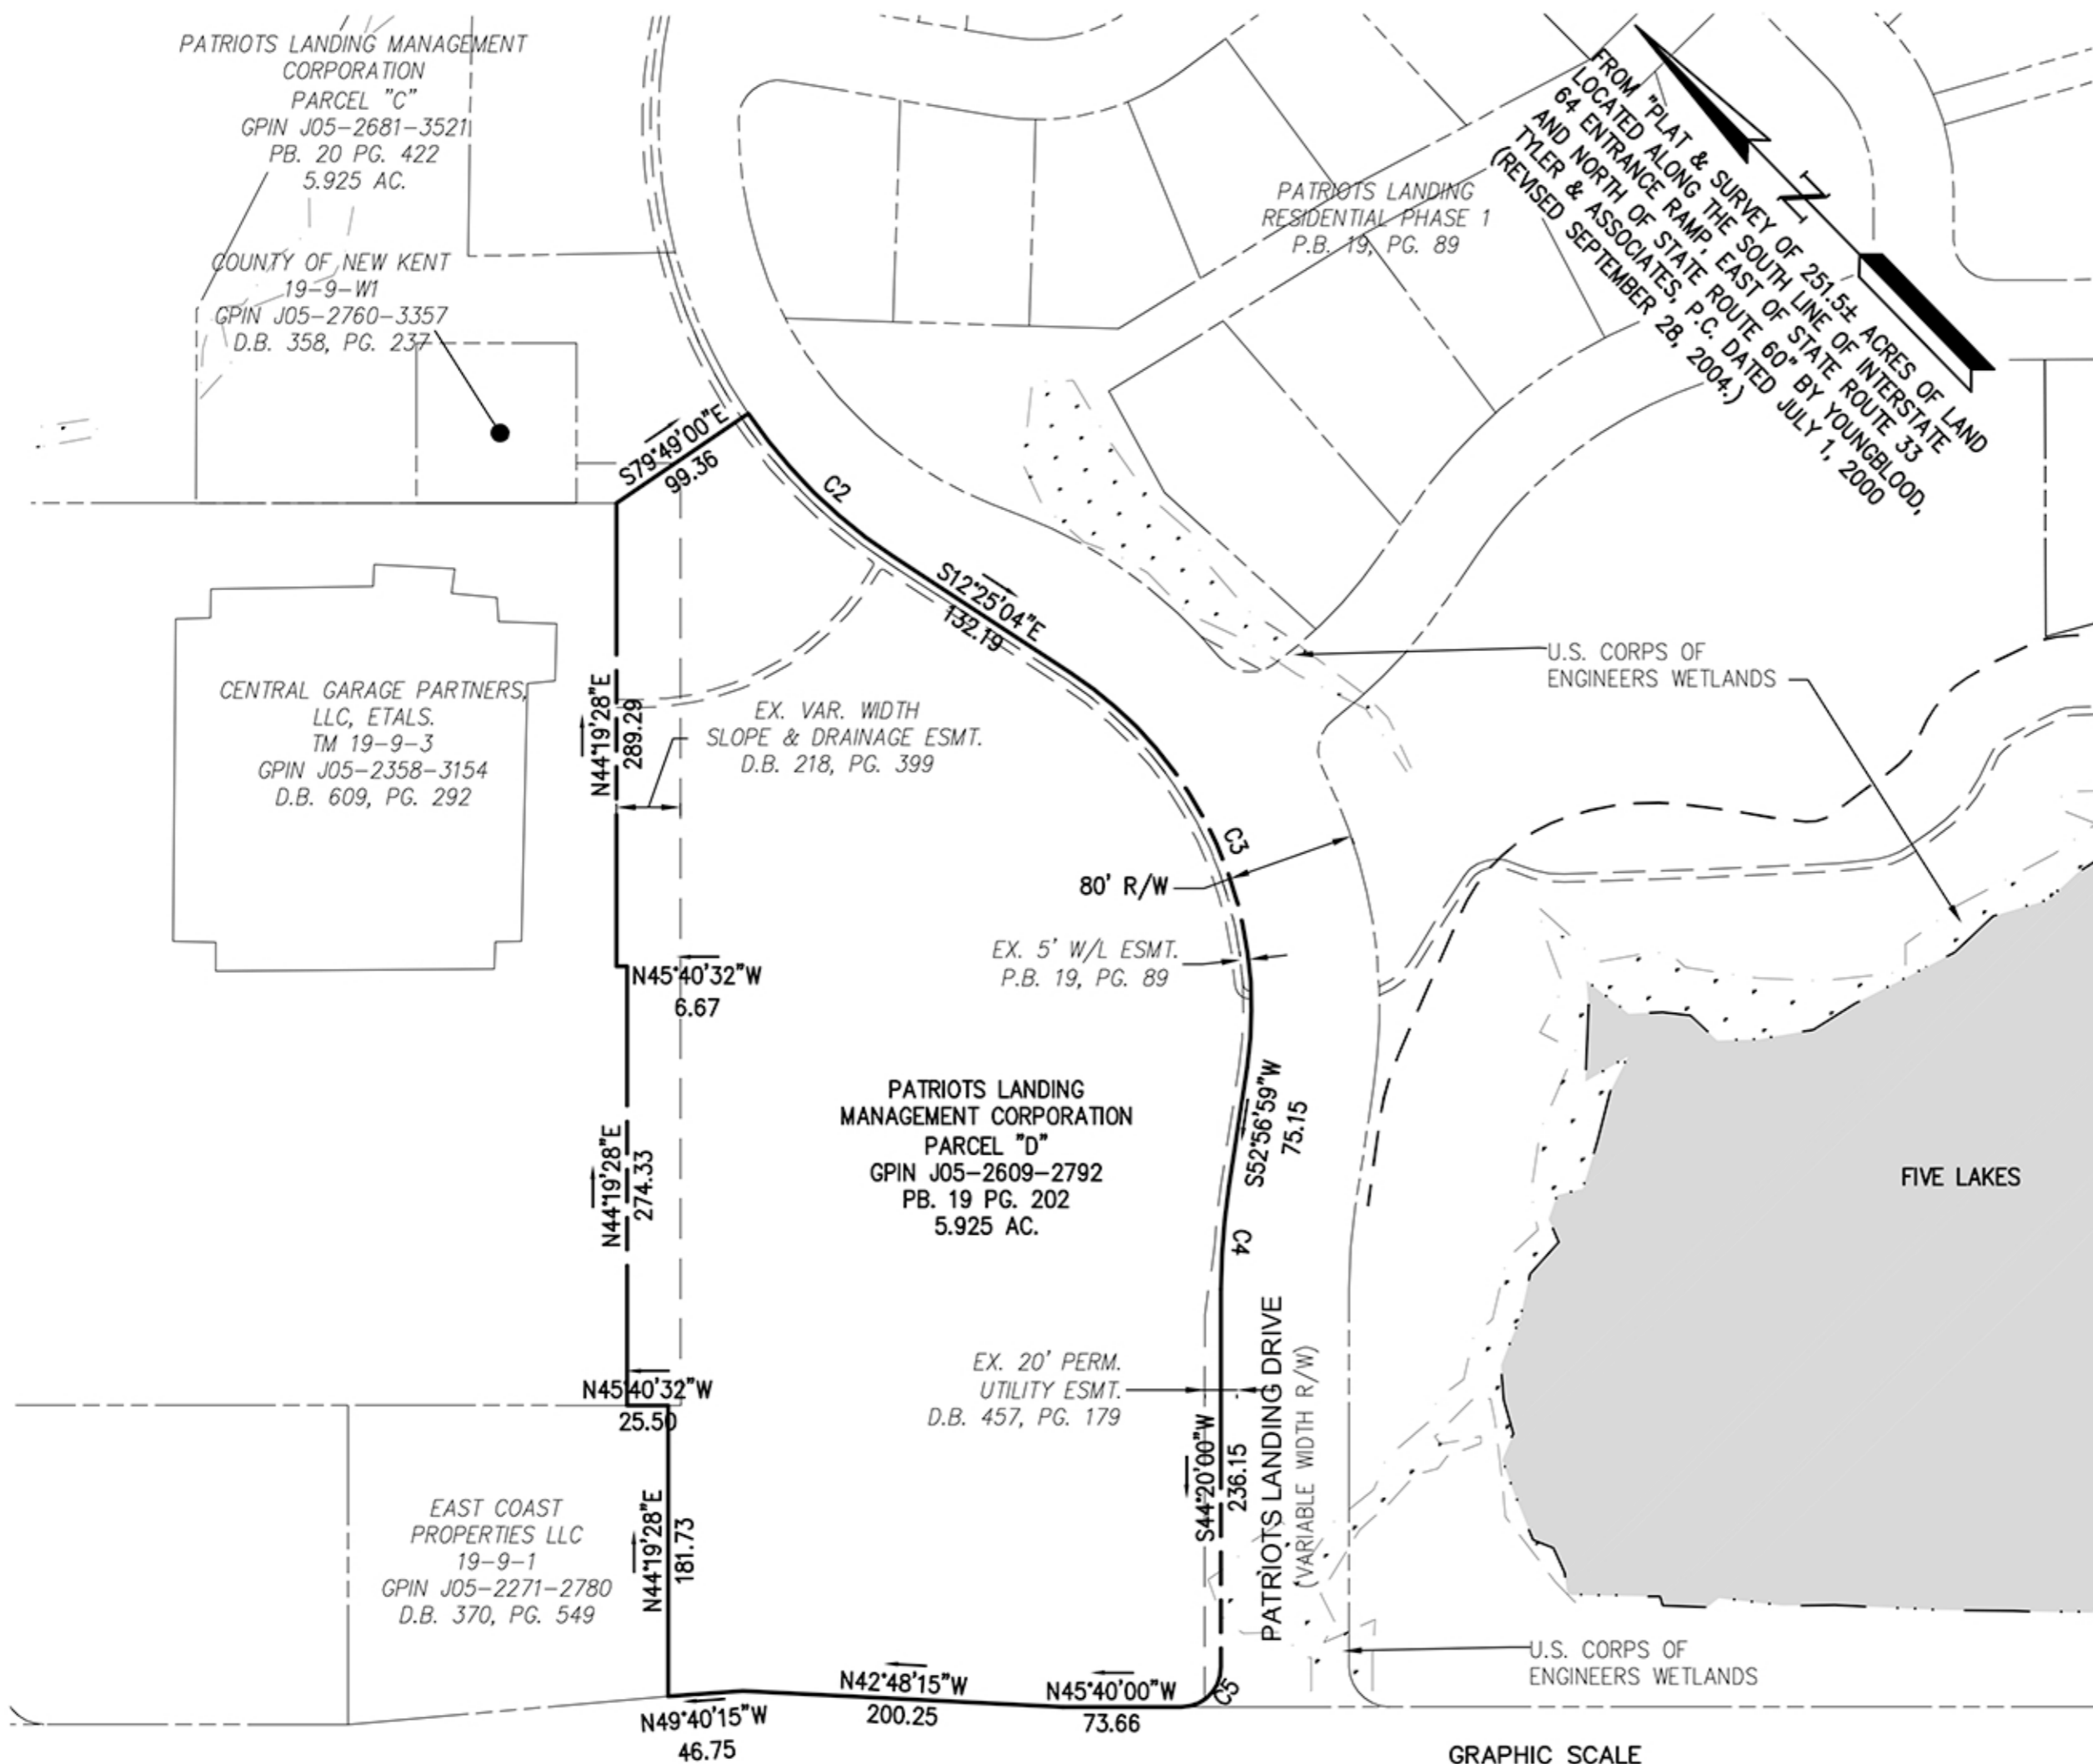 PATRIOTS LANDING MANAGEMENT
CORPORATION
PARCEL "C"
GPIN J05-2681-3521
PB. 20 PG. 422
5.925 AC.
COUNTY OF NEW KENT
19-9-W1
GPIN J05-2760-3357
D.B. 358, PG. 237
PATRIOTS LANDING
RESIDENTIAL PHASE 1
P.B. 19, PG. 89
FROM "PLAT & SURVEY OF 251.5± ACRES OF LAND
LOCATED ALONG THE SOUTH LINE OF INTERSTATE
64 ENTRANCE RAMP, EAST OF STATE ROUTE 33
AND NORTH OF STATE ROUTE 60" BY YOUNGBLOOD,
TYLER & ASSOCIATES, P.C. DATED JULY 1, 2000
(REVISED SEPTEMBER 28, 2004.)
N
S79°49'00"E
99.36
C2
S12°25'04"E
132.19
U.S. CORPS OF
ENGINEERS WETLANDS
CENTRAL GARAGE PARTNERS,
LLC, ETALS.
TM 19-9-3
GPIN J05-2358-3154
D.B. 609, PG. 292
N44°19'28"E
289.29
EX. VAR. WIDTH
SLOPE & DRAINAGE ESMT.
D.B. 218, PG. 399
C3
80' R/W
EX. 5' W/L ESMT.
P.B. 19, PG. 89
N45°40'32"W
6.67
PATRIOTS LANDING
MANAGEMENT CORPORATION
PARCEL "D"
GPIN J05-2609-2792
PB. 19 PG. 202
5.925 AC.
S52°56'59"W
75.15
FIVE LAKES
N44°19'28"E
274.33
C4
EX. 20' PERM.
UTILITY ESMT.
D.B. 457, PG. 179
PATRIOTS LANDING DRIVE
(VARIABLE WIDTH R/W)
N45°40'32"W
25.50
S44°20'00"W
236.15
EAST COAST
PROPERTIES LLC
19-9-1
GPIN J05-2271-2780
D.B. 370, PG. 549
N44°19'28"E
181.73
U.S. CORPS OF
ENGINEERS WETLANDS
N49°40'15"W
46.75
N42°48'15"W
200.25
N45°40'00"W
73.66
C5
GRAPHIC SCALE